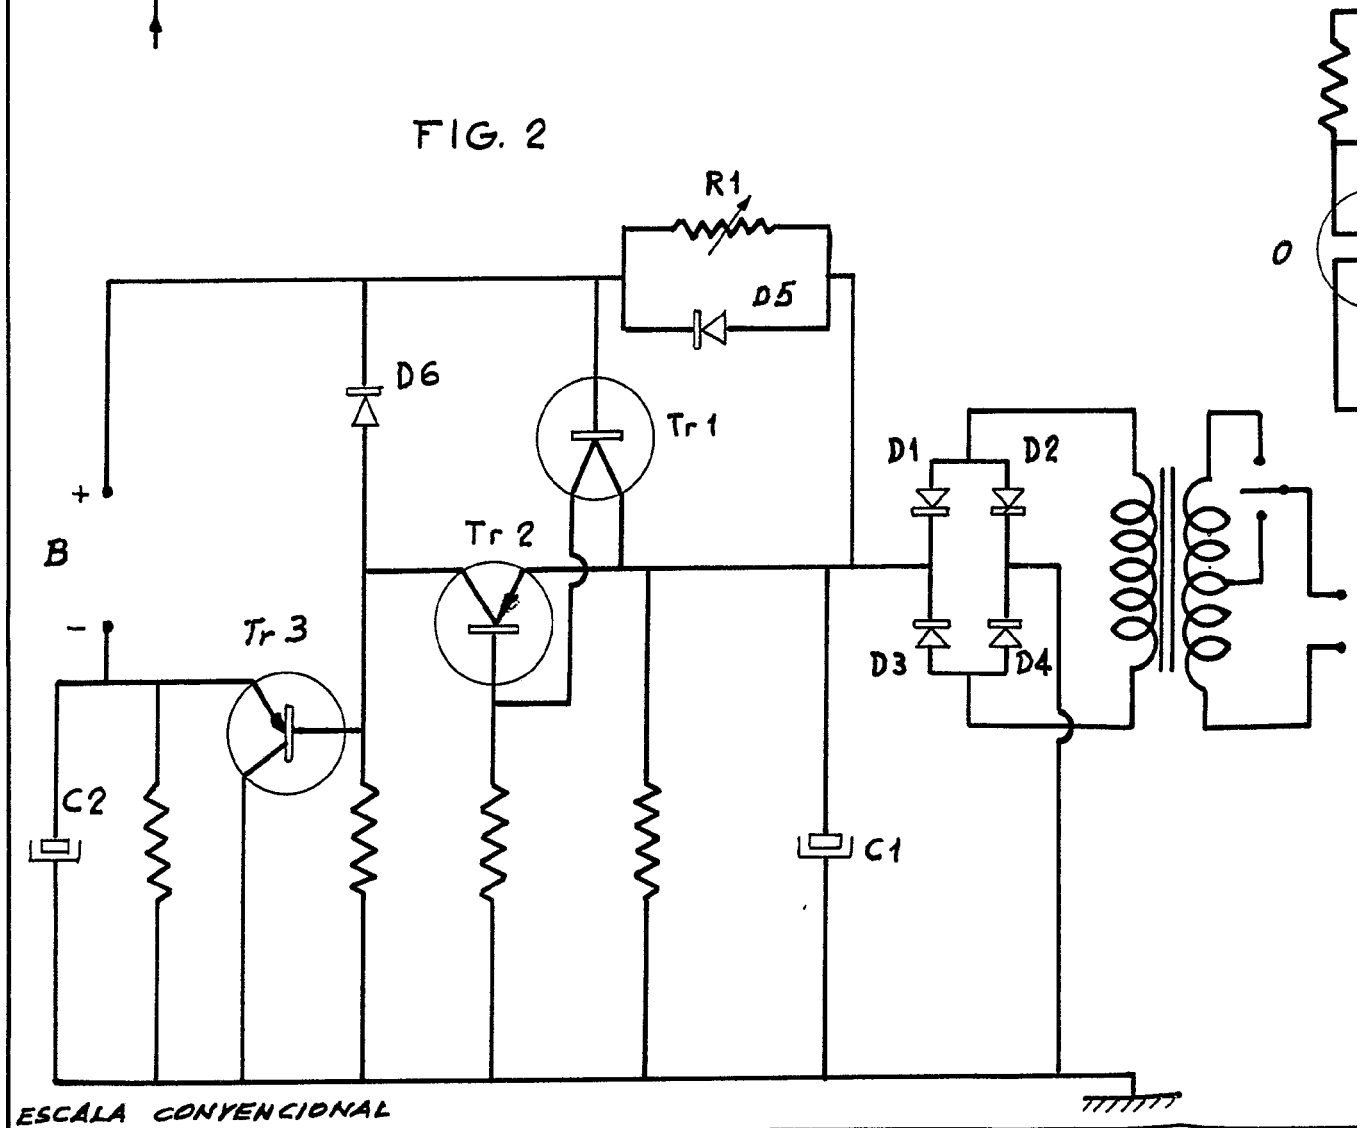 FIG. 2
R1
D5
D6
Tr 1
D1
D2
Tr 2
+
B
-
Tr 3
D3
D4
C2
C1
O
ESCALA CONVENCIONAL